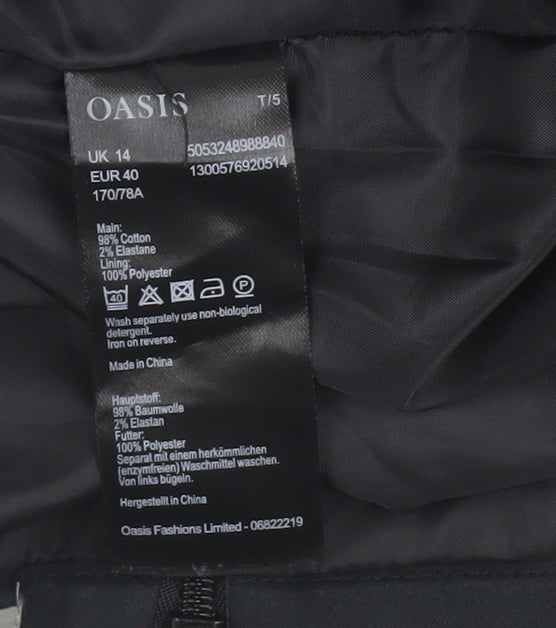 OASIS T/5
UK 14 5053248988840
EUR 40 1300576920514
170/78A
Main:
98% Cotton
2% Elastane
Lining:
100% Polyester
40 P
Wash separately use non-biological
detergent.
Iron on reverse.
Made in China
Hauptstoff:
98% Baumwolle
2% Elastan
Futter:
100% Polyester
Separat mit einem herkömmlichen
(enzymfreien) Waschmittel waschen.
Von links bügeln.
Hergestellt in China
Oasis Fashions Limited - 06822219